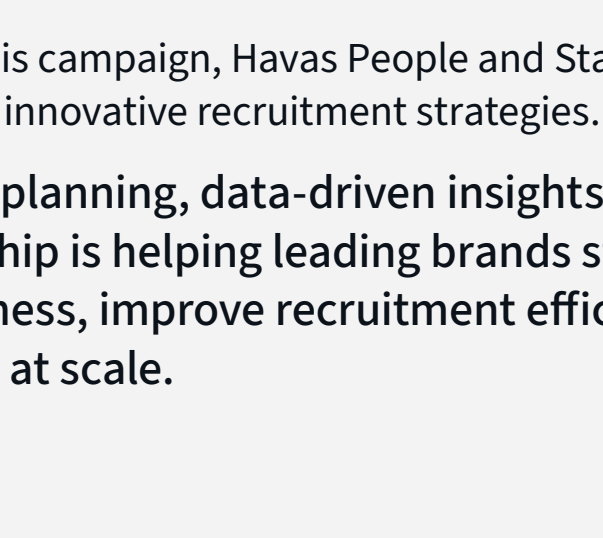 is campaign, Havas People and Sta
innovative recruitment strategies.
planning, data-driven insights
hip is helping leading brands s
ness, improve recruitment effic
at scale.